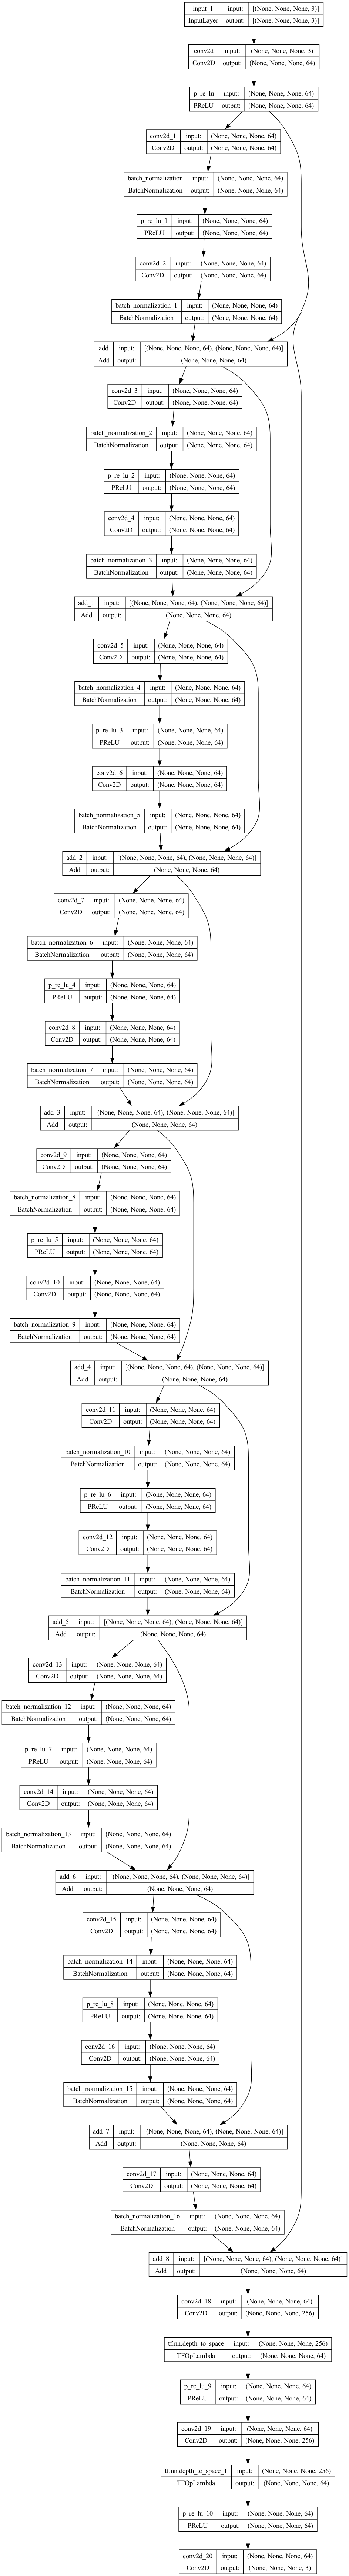 input_1 input: [(None, None, None, 3)]
InputLayer output: [(None, None, None, 3)]
conv2d input: (None, None, None, 3)
Conv2D output: (None, None, None, 64)
p_re_lu input: (None, None, None, 64)
PReLU output: (None, None, None, 64)
conv2d_1 input: (None, None, None, 64)
Conv2D output: (None, None, None, 64)
batch_normalization input: (None, None, None, 64)
BatchNormalization output: (None, None, None, 64)
p_re_lu_1 input: (None, None, None, 64)
PReLU output: (None, None, None, 64)
conv2d_2 input: (None, None, None, 64)
Conv2D output: (None, None, None, 64)
batch_normalization_1 input: (None, None, None, 64)
BatchNormalization output: (None, None, None, 64)
add input: [(None, None, None, 64), (None, None, None, 64)]
Add output: (None, None, None, 64)
conv2d_3 input: (None, None, None, 64)
Conv2D output: (None, None, None, 64)
batch_normalization_2 input: (None, None, None, 64)
BatchNormalization output: (None, None, None, 64)
p_re_lu_2 input: (None, None, None, 64)
PReLU output: (None, None, None, 64)
conv2d_4 input: (None, None, None, 64)
Conv2D output: (None, None, None, 64)
batch_normalization_3 input: (None, None, None, 64)
BatchNormalization output: (None, None, None, 64)
add_1 input: [(None, None, None, 64), (None, None, None, 64)]
Add output: (None, None, None, 64)
conv2d_5 input: (None, None, None, 64)
Conv2D output: (None, None, None, 64)
batch_normalization_4 input: (None, None, None, 64)
BatchNormalization output: (None, None, None, 64)
p_re_lu_3 input: (None, None, None, 64)
PReLU output: (None, None, None, 64)
conv2d_6 input: (None, None, None, 64)
Conv2D output: (None, None, None, 64)
batch_normalization_5 input: (None, None, None, 64)
BatchNormalization output: (None, None, None, 64)
add_2 input: [(None, None, None, 64), (None, None, None, 64)]
Add output: (None, None, None, 64)
conv2d_7 input: (None, None, None, 64)
Conv2D output: (None, None, None, 64)
batch_normalization_6 input: (None, None, None, 64)
BatchNormalization output: (None, None, None, 64)
p_re_lu_4 input: (None, None, None, 64)
PReLU output: (None, None, None, 64)
conv2d_8 input: (None, None, None, 64)
Conv2D output: (None, None, None, 64)
batch_normalization_7 input: (None, None, None, 64)
BatchNormalization output: (None, None, None, 64)
add_3 input: [(None, None, None, 64), (None, None, None, 64)]
Add output: (None, None, None, 64)
conv2d_9 input: (None, None, None, 64)
Conv2D output: (None, None, None, 64)
batch_normalization_8 input: (None, None, None, 64)
BatchNormalization output: (None, None, None, 64)
p_re_lu_5 input: (None, None, None, 64)
PReLU output: (None, None, None, 64)
conv2d_10 input: (None, None, None, 64)
Conv2D output: (None, None, None, 64)
batch_normalization_9 input: (None, None, None, 64)
BatchNormalization output: (None, None, None, 64)
add_4 input: [(None, None, None, 64), (None, None, None, 64)]
Add output: (None, None, None, 64)
conv2d_11 input: (None, None, None, 64)
Conv2D output: (None, None, None, 64)
batch_normalization_10 input: (None, None, None, 64)
BatchNormalization output: (None, None, None, 64)
p_re_lu_6 input: (None, None, None, 64)
PReLU output: (None, None, None, 64)
conv2d_12 input: (None, None, None, 64)
Conv2D output: (None, None, None, 64)
batch_normalization_11 input: (None, None, None, 64)
BatchNormalization output: (None, None, None, 64)
add_5 input: [(None, None, None, 64), (None, None, None, 64)]
Add output: (None, None, None, 64)
conv2d_13 input: (None, None, None, 64)
Conv2D output: (None, None, None, 64)
batch_normalization_12 input: (None, None, None, 64)
BatchNormalization output: (None, None, None, 64)
p_re_lu_7 input: (None, None, None, 64)
PReLU output: (None, None, None, 64)
conv2d_14 input: (None, None, None, 64)
Conv2D output: (None, None, None, 64)
batch_normalization_13 input: (None, None, None, 64)
BatchNormalization output: (None, None, None, 64)
add_6 input: [(None, None, None, 64), (None, None, None, 64)]
Add output: (None, None, None, 64)
conv2d_15 input: (None, None, None, 64)
Conv2D output: (None, None, None, 64)
batch_normalization_14 input: (None, None, None, 64)
BatchNormalization output: (None, None, None, 64)
p_re_lu_8 input: (None, None, None, 64)
PReLU output: (None, None, None, 64)
conv2d_16 input: (None, None, None, 64)
Conv2D output: (None, None, None, 64)
batch_normalization_15 input: (None, None, None, 64)
BatchNormalization output: (None, None, None, 64)
add_7 input: [(None, None, None, 64), (None, None, None, 64)]
Add output: (None, None, None, 64)
conv2d_17 input: (None, None, None, 64)
Conv2D output: (None, None, None, 64)
batch_normalization_16 input: (None, None, None, 64)
BatchNormalization output: (None, None, None, 64)
add_8 input: [(None, None, None, 64), (None, None, None, 64)]
Add output: (None, None, None, 64)
conv2d_18 input: (None, None, None, 64)
Conv2D output: (None, None, None, 256)
tf.nn.depth_to_space input: (None, None, None, 256)
TFOpLambda output: (None, None, None, 64)
p_re_lu_9 input: (None, None, None, 64)
PReLU output: (None, None, None, 64)
conv2d_19 input: (None, None, None, 64)
Conv2D output: (None, None, None, 256)
tf.nn.depth_to_space_1 input: (None, None, None, 256)
TFOpLambda output: (None, None, None, 64)
p_re_lu_10 input: (None, None, None, 64)
PReLU output: (None, None, None, 64)
conv2d_20 input: (None, None, None, 64)
Conv2D output: (None, None, None, 3)